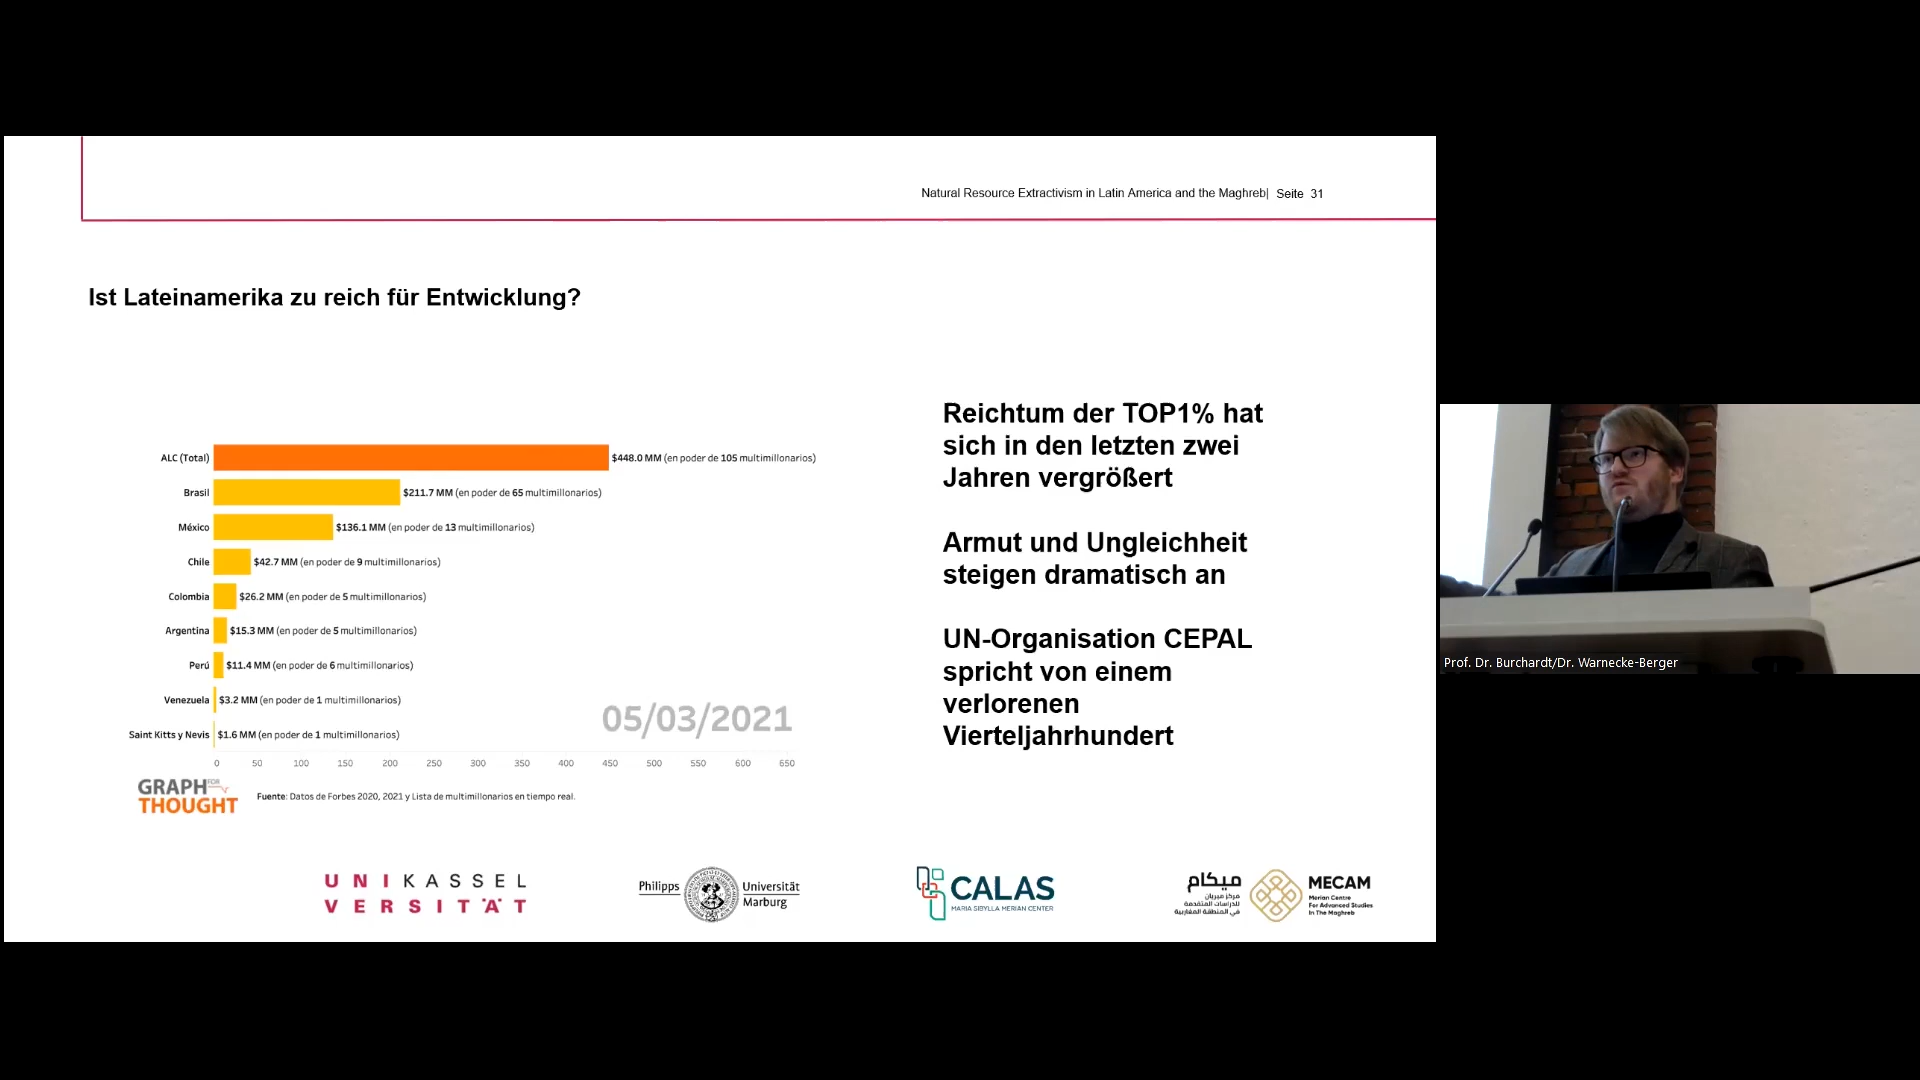 Natural Resource Extractivism in Latin America and the Maghreb| Seite 31
Ist Lateinamerika zu reich für Entwicklung?
ALC (Total) $448.0 MM (en poder de 105 multimillonarios)
Brasil $211.7 MM (en poder de 65 multimillonarios)
México $136.1 MM (en poder de 13 multimillonarios)
Chile $42.7 MM (en poder de 9 multimillonarios)
Colombia $26.2 MM (en poder de 5 multimillonarios)
Argentina $15.3 MM (en poder de 5 multimillonarios)
Perú $11.4 MM (en poder de 6 multimillonarios)
Venezuela $3.2 MM (en poder de 1 multimillonarios)
Saint Kitts y Nevis $1.6 MM (en poder de 1 multimillonarios)
05/03/2021
0 50 100 150 200 250 300 350 400 450 500 550 600 650
GRAPH FOR
THOUGHT
Fuente: Datos de Forbes 2020, 2021 y Lista de multimillonarios en tiempo real.
Reichtum der TOP1% hat
sich in den letzten zwei
Jahren vergrößert
Armut und Ungleichheit
steigen dramatisch an
UN-Organisation CEPAL
spricht von einem
verlorenen
Vierteljahrhundert
Prof. Dr. Burchardt/Dr. Warnecke-Berger
UNIKASSEL
VERSITÄT
Philipps Universität
Marburg
CALAS
MARIA SIBYLLA MERIAN CENTER
ميكام
مركز ميريان
للدراسات المتقدمة
في المنطقة المغاربية
MECAM
Merian Centre
For Advanced Studies
In The Maghreb